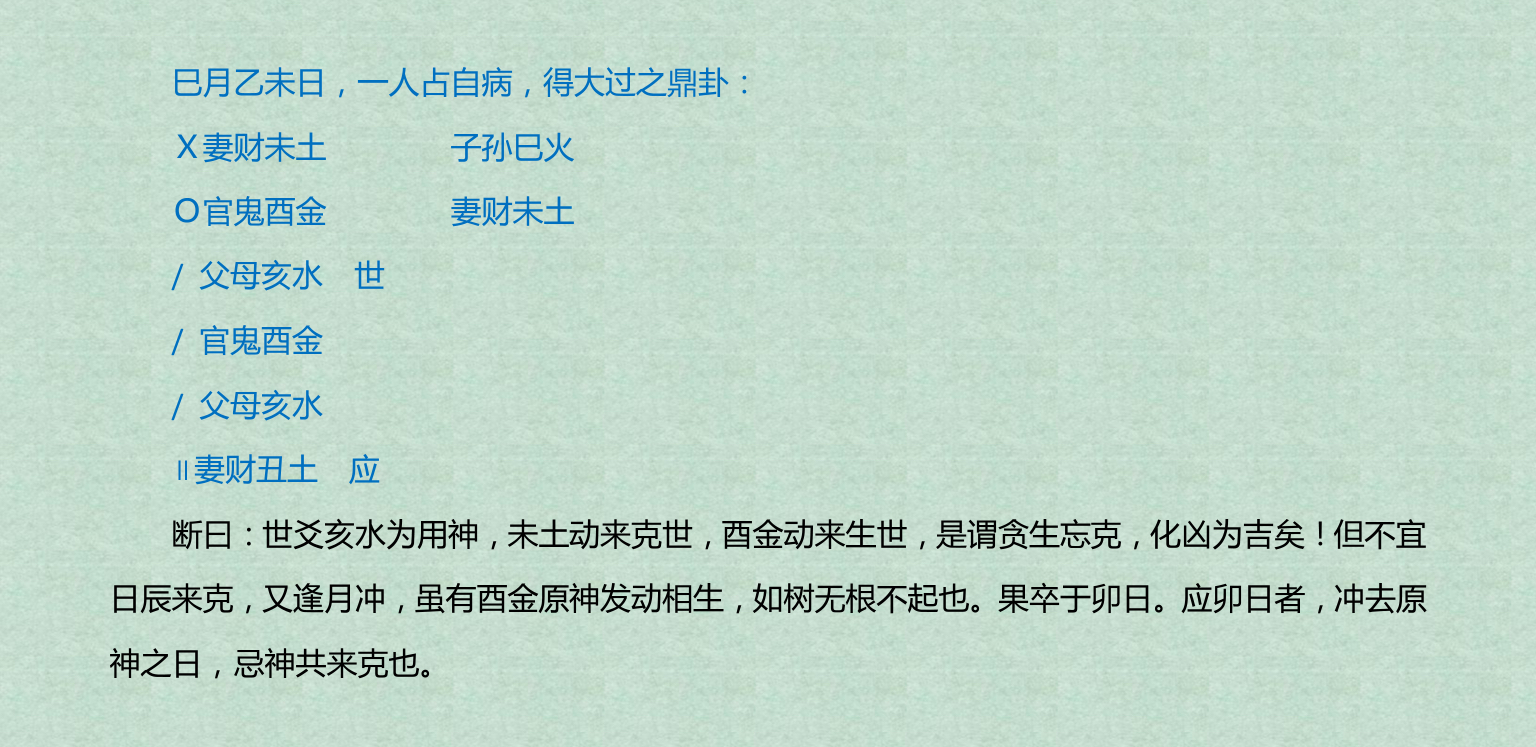 巳月乙未日，一人占自病，得大过之鼎卦：
X妻财未土 子孙巳火
O官鬼酉金 妻财未土
/ 父母亥水 世
/ 官鬼酉金
/ 父母亥水
॥妻财丑土 应
断曰：世爻亥水为用神，未土动来克世，酉金动来生世，是谓贪生忘克，化凶为吉矣！但不宜
日辰来克，又逢月冲，虽有酉金原神发动相生，如树无根不起也。果卒于卯日。应卯日者，冲去原
神之日，忌神共来克也。